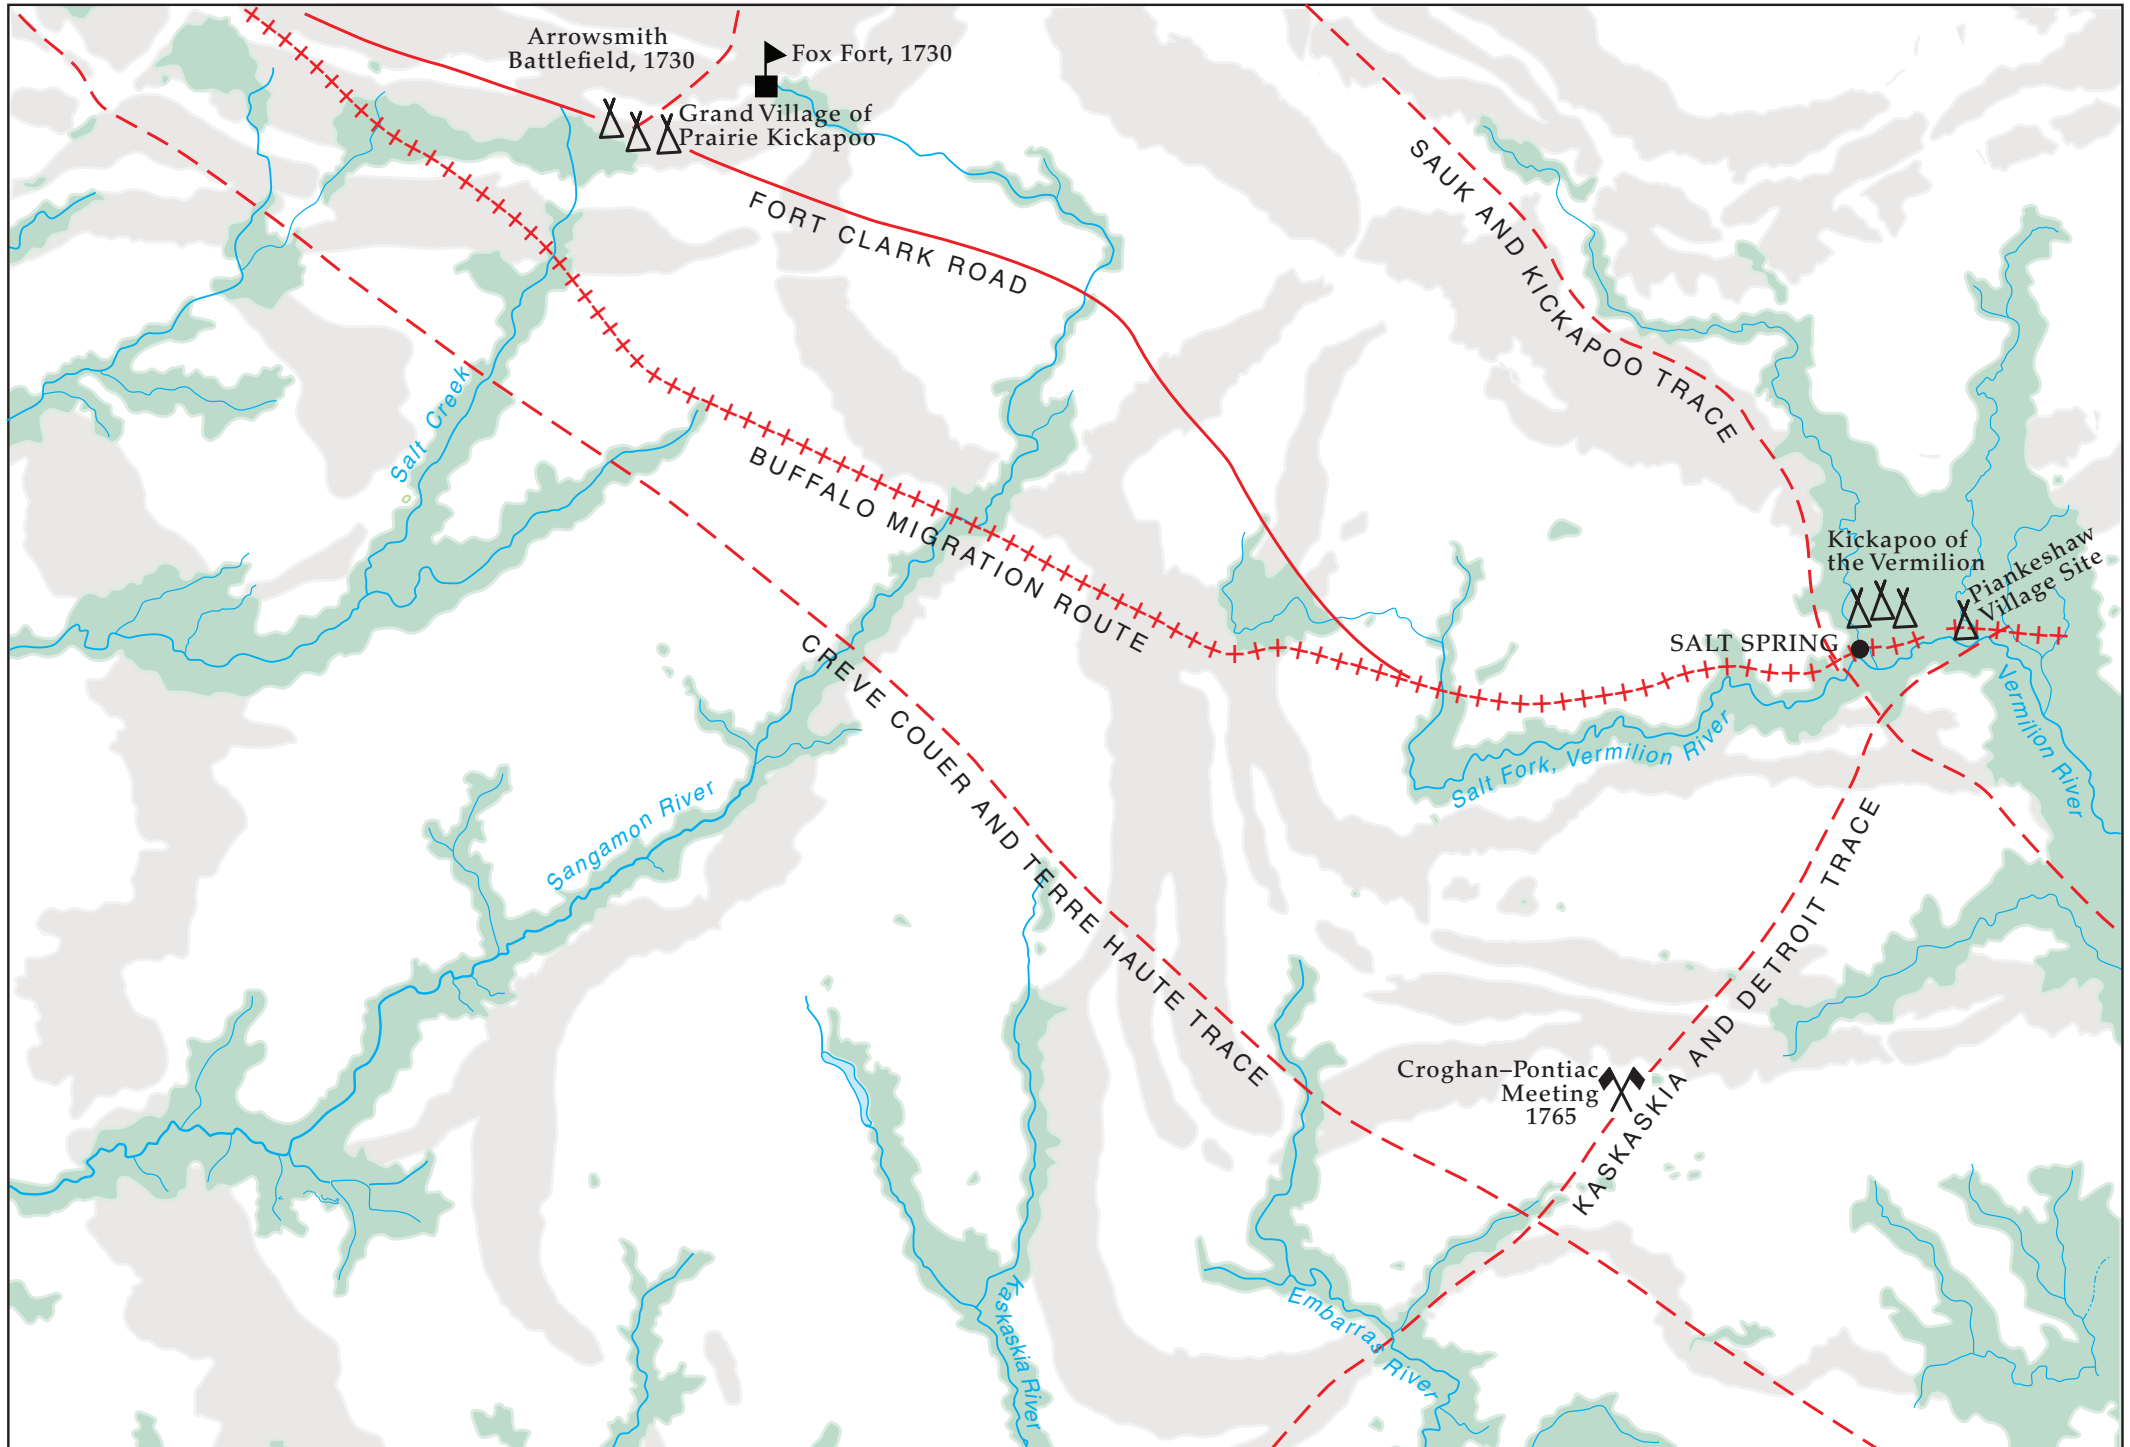 Arrowsmith
Battlefield, 1730
Fox Fort, 1730
Grand Village of
Prairie Kickapoo
FORT CLARK ROAD
SAUK AND KICKAPOO TRACE
Salt Creek
BUFFALO MIGRATION ROUTE
Kickapoo of
the Vermilion
Piankeshaw
Village Site
SALT SPRING
CREVE COUER AND TERRE HAUTE TRACE
Salt Fork, Vermilion River
Vermilion River
Sangamon River
KASKASKIA AND DETROIT TRACE
Croghan–Pontiac
Meeting
1765
Kaskaskia River
Embarras River